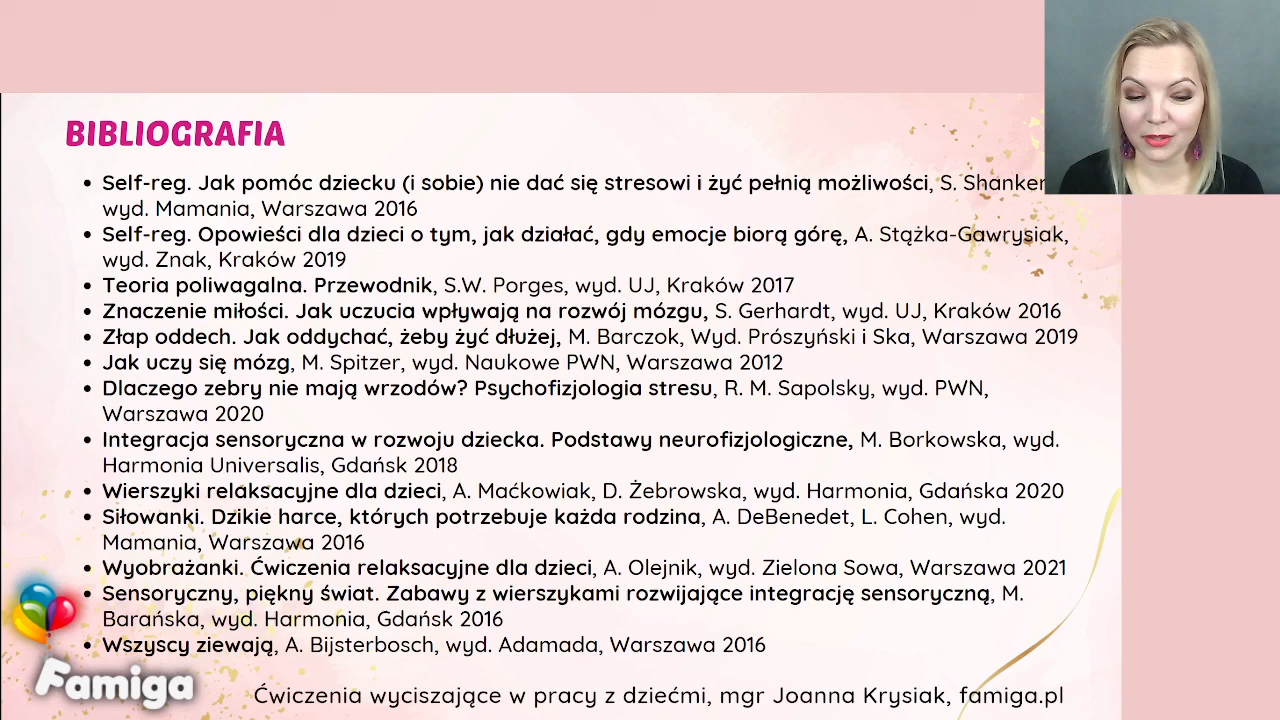 BIBLIOGRAFIA
• Self-reg. Jak pomóc dziecku (i sobie) nie dać się stresowi i żyć pełnią możliwości, S. Shanker
wyd. Mamania, Warszawa 2016
• Self-reg. Opowieści dla dzieci o tym, jak działać, gdy emocje biorą górę, A. Stążka-Gawrysiak,
wyd. Znak, Kraków 2019
• Teoria poliwagalna. Przewodnik, S.W. Porges, wyd. UJ, Kraków 2017
• Znaczenie miłości. Jak uczucia wpływają na rozwój mózgu, S. Gerhardt, wyd. UJ, Kraków 2016
• Złap oddech. Jak oddychać, żeby żyć dłużej, M. Barczok, Wyd. Prószyński i Ska, Warszawa 2019
• Jak uczy się mózg, M. Spitzer, wyd. Naukowe PWN, Warszawa 2012
• Dlaczego zebry nie mają wrzodów? Psychofizjologia stresu, R. M. Sapolsky, wyd. PWN,
Warszawa 2020
• Integracja sensoryczna w rozwoju dziecka. Podstawy neurofizjologiczne, M. Borkowska, wyd.
Harmonia Universalis, Gdańsk 2018
• Wierszyki relaksacyjne dla dzieci, A. Maćkowiak, D. Żebrowska, wyd. Harmonia, Gdańska 2020
• Siłowanki. Dzikie harce, których potrzebuje każda rodzina, A. DeBenedet, L. Cohen, wyd.
Mamania, Warszawa 2016
• Wyobrażanki. Ćwiczenia relaksacyjne dla dzieci, A. Olejnik, wyd. Zielona Sowa, Warszawa 2021
• Sensoryczny, piękny świat. Zabawy z wierszykami rozwijające integrację sensoryczną, M.
Barańska, wyd. Harmonia, Gdańsk 2016
• Wszyscy ziewają, A. Bijsterbosch, wyd. Adamada, Warszawa 2016
Famiga
Ćwiczenia wyciszające w pracy z dziećmi, mgr Joanna Krysiak, famiga.pl